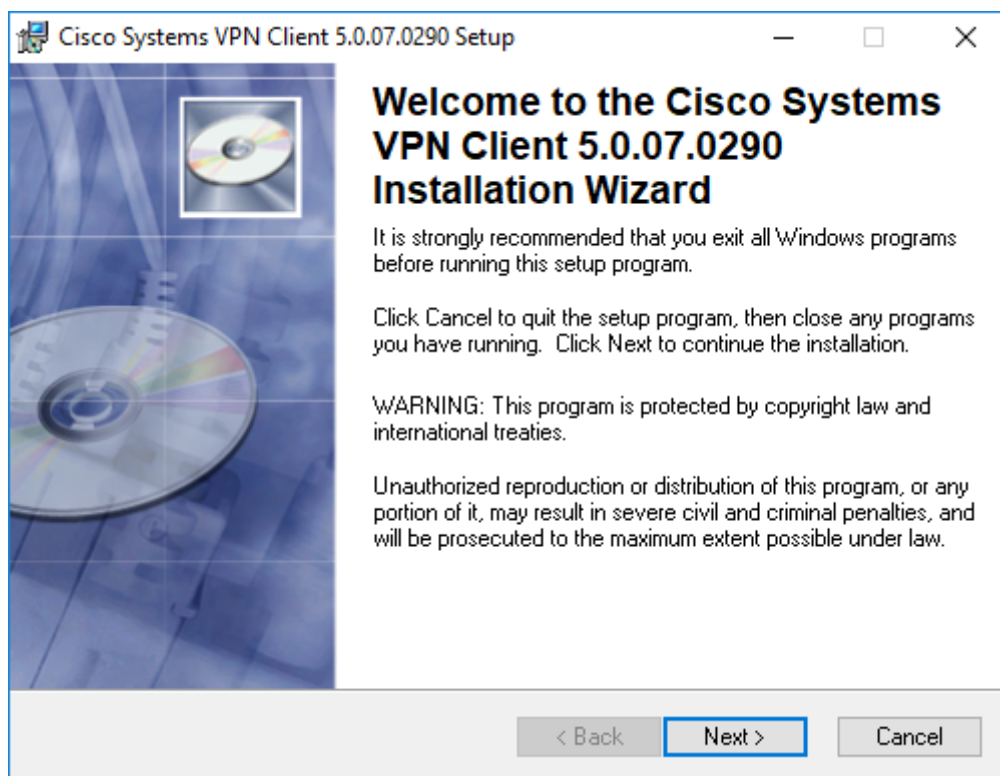 Cisco Systems VPN Client 5.0.07.0290 Setup
Welcome to the Cisco Systems
VPN Client 5.0.07.0290
Installation Wizard
It is strongly recommended that you exit all Windows programs
before running this setup program.
Click Cancel to quit the setup program, then close any programs
you have running.  Click Next to continue the installation.
WARNING: This program is protected by copyright law and
international treaties.
Unauthorized reproduction or distribution of this program, or any
portion of it, may result in severe civil and criminal penalties, and
will be prosecuted to the maximum extent possible under law.
< Back
Next >
Cancel